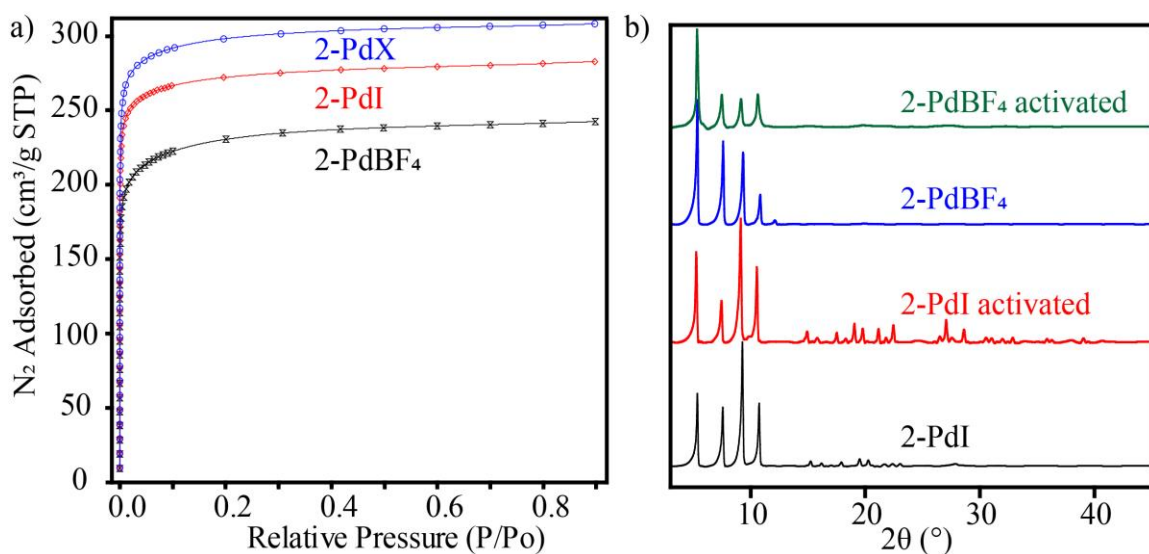 a)
300
250
200
150
100
50
0
N₂ Adsorbed (cm³/g STP)
2-PdX
2-PdI
2-PdBF₄
0.0 0.2 0.4 0.6 0.8
Relative Pressure (P/Po)
b)
2-PdBF₄ activated
2-PdBF₄
2-PdI activated
2-PdI
10 20 30 40
2θ (°)